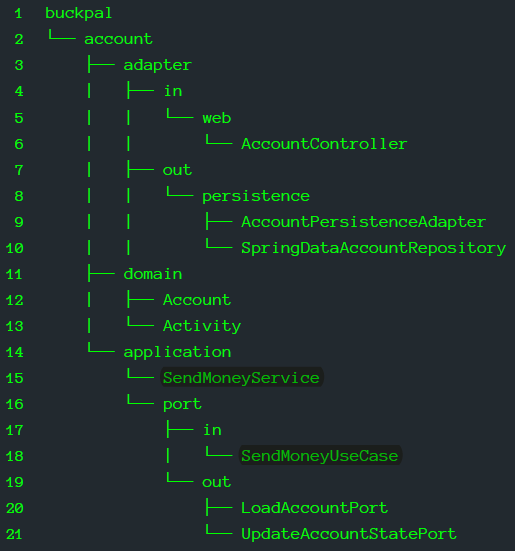 1 buckpal
2 └── account
3     ├── adapter
4     |   ├── in
5     |   |   └── web
6     |   |       └── AccountController
7     |   ├── out
8     |   |   └── persistence
9     |   |       ├── AccountPersistenceAdapter
10     |   |       └── SpringDataAccountRepository
11     ├── domain
12     |   ├── Account
13     |   └── Activity
14     └── application
15         └── SendMoneyService
16         └── port
17             ├── in
18             |   └── SendMoneyUseCase
19             └── out
20                 ├── LoadAccountPort
21                 └── UpdateAccountStatePort